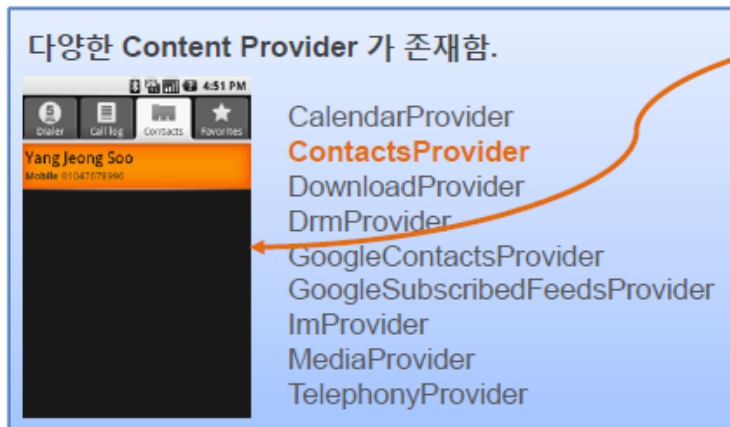 다양한 Content Provider 가 존재함.
4:51 PM
Dialer Call log Contacts Favorites
Yang Jeong Soo
Mobile 01047678996
CalendarProvider
ContactsProvider
DownloadProvider
DrmProvider
GoogleContactsProvider
GoogleSubscribedFeedsProvider
ImProvider
MediaProvider
TelephonyProvider